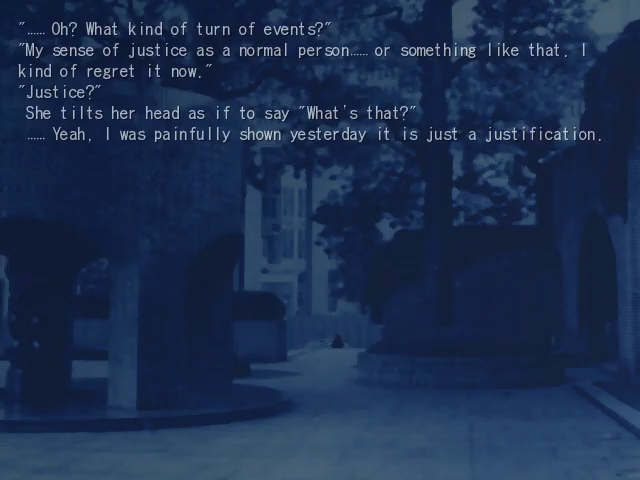 "…… Oh? What kind of turn of events?"
"My sense of justice as a normal person…… or something like that. I
kind of regret it now."
"Justice?"
She tilts her head as if to say "What's that?"
…… Yeah, I was painfully shown yesterday it is just a justification.